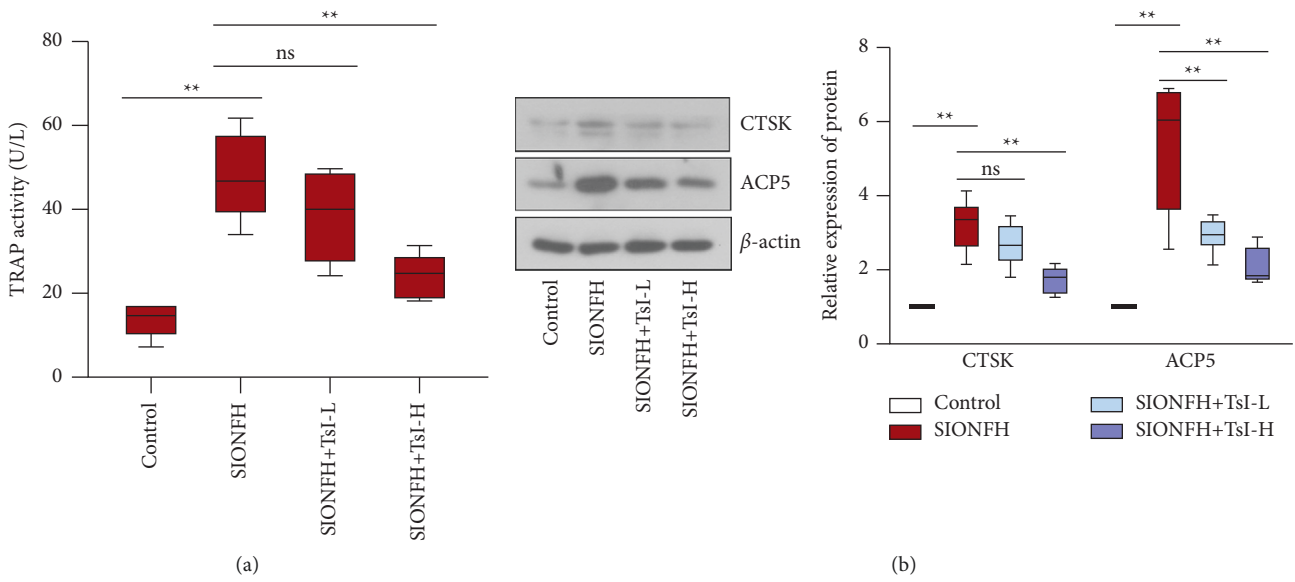 **
ns
**
80
60
40
20
0
TRAP activity (U/L)
Control
SIONFH
SIONFH+TsI-L
SIONFH+TsI-H
(a)
CTSK
ACP5
β-actin
Control
SIONFH
SIONFH+TsI-L
SIONFH+TsI-H
**
**
**
**
**
ns
8
6
4
2
0
Relative expression of protein
CTSK
ACP5
Control
SIONFH
SIONFH+TsI-L
SIONFH+TsI-H
(b)